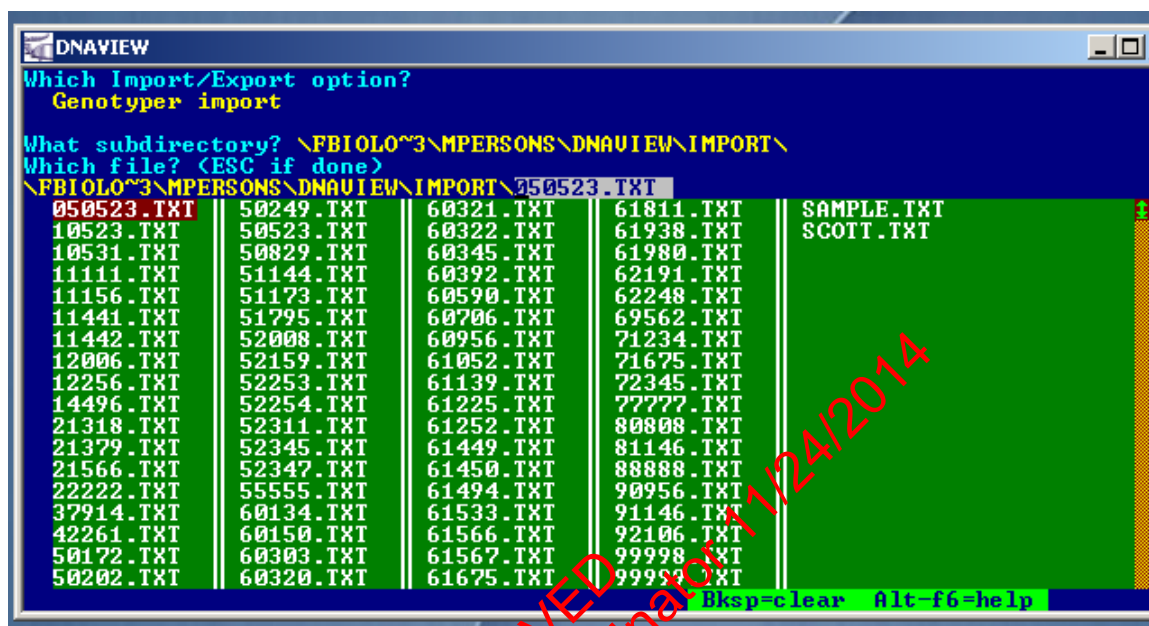 DNAVIEW
Which Import/Export option?
Genotyper import
What subdirectory? \FBIOLO~3\MPERSONS\DNAVIEW\IMPORT\
Which file? (ESC if done)
\FBIOLO~3\MPERSONS\DNAVIEW\IMPORT\050523.TXT
050523.TXT 50249.TXT 60321.TXT 61811.TXT SAMPLE.TXT
10523.TXT 50523.TXT 60322.TXT 61938.TXT SCOTT.TXT
10531.TXT 50829.TXT 60345.TXT 61980.TXT
11111.TXT 51144.TXT 60392.TXT 62191.TXT
11156.TXT 51173.TXT 60590.TXT 62248.TXT
11441.TXT 51795.TXT 60706.TXT 69562.TXT
11442.TXT 52008.TXT 60956.TXT 71234.TXT
12006.TXT 52159.TXT 61052.TXT 71675.TXT
12256.TXT 52253.TXT 61139.TXT 72345.TXT
14496.TXT 52254.TXT 61225.TXT 77777.TXT
21318.TXT 52311.TXT 61252.TXT 80808.TXT
21379.TXT 52345.TXT 61449.TXT 81146.TXT
21566.TXT 52347.TXT 61450.TXT 88888.TXT
22222.TXT 55555.TXT 61494.TXT 90956.TXT
37914.TXT 60134.TXT 61533.TXT 91146.TXT
42261.TXT 60150.TXT 61566.TXT 92106.TXT
50172.TXT 60303.TXT 61567.TXT 99998.TXT
50202.TXT 60320.TXT 61675.TXT
Bksp=clear Alt-f6=help
11/24/2014